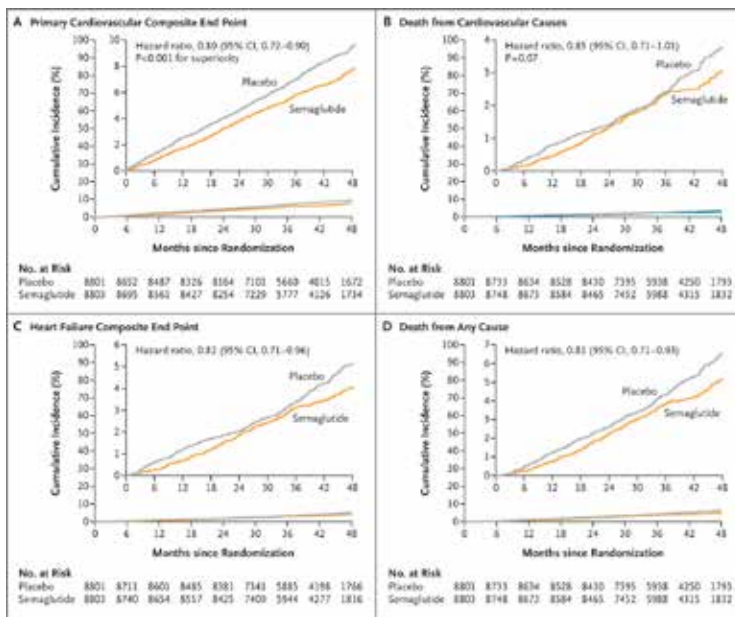 A Primary Cardiovascular Composite End Point
Hazard ratio, 0.80 (95% CI, 0.72–0.90)
P<0.001 for superiority
Placebo
Semaglutide
Cumulative Incidence (%)
100
90
80
70
60
50
40
30
20
10
0
10
8
6
4
2
0
0 6 12 18 24 30 36 42 48
0 6 12 18 24 30 36 42 48
Months since Randomization
No. at Risk
Placebo 8801 8652 8487 8326 8164 7101 5660 4015 1672
Semaglutide 8803 8695 8561 8427 8254 7229 5777 4126 1734
B Death from Cardiovascular Causes
Hazard ratio, 0.85 (95% CI, 0.71–1.01)
P=0.07
Placebo
Semaglutide
Cumulative Incidence (%)
100
90
80
70
60
50
40
30
20
10
0
4
3
2
1
0
0 6 12 18 24 30 36 42 48
0 6 12 18 24 30 36 42 48
Months since Randomization
No. at Risk
Placebo 8801 8733 8634 8528 8430 7395 5938 4250 1793
Semaglutide 8803 8748 8673 8584 8465 7452 5988 4315 1832
C Heart Failure Composite End Point
Hazard ratio, 0.82 (95% CI, 0.71–0.96)
Placebo
Semaglutide
Cumulative Incidence (%)
100
90
80
70
60
50
40
30
20
10
0
6
5
4
3
2
1
0
0 6 12 18 24 30 36 42 48
0 6 12 18 24 30 36 42 48
Months since Randomization
No. at Risk
Placebo 8801 8711 8601 8485 8381 7341 5885 4198 1766
Semaglutide 8803 8740 8654 8557 8425 7409 5944 4277 1816
D Death from Any Cause
Hazard ratio, 0.81 (95% CI, 0.71–0.93)
Placebo
Semaglutide
Cumulative Incidence (%)
100
90
80
70
60
50
40
30
20
10
0
7
6
5
4
3
2
1
0
0 6 12 18 24 30 36 42 48
0 6 12 18 24 30 36 42 48
Months since Randomization
No. at Risk
Placebo 8801 8733 8634 8528 8430 7395 5938 4250 1793
Semaglutide 8803 8748 8673 8584 8465 7452 5988 4315 1832